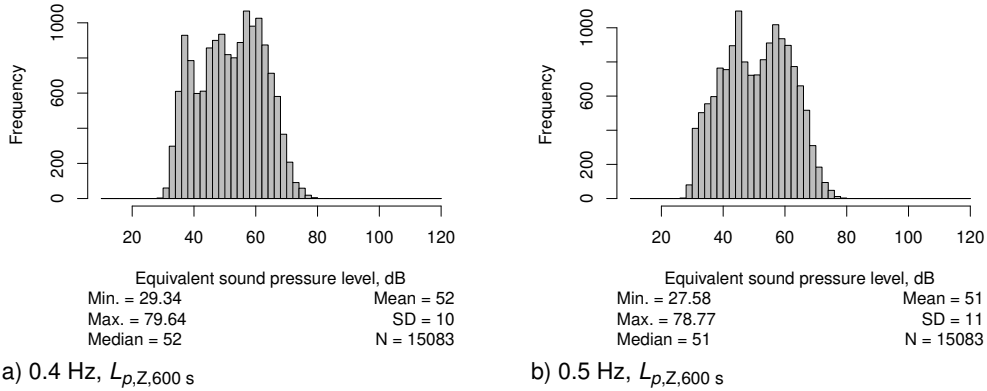 Frequency
0 200 600 1000
20 40 60 80 100 120
Equivalent sound pressure level, dB
Min. = 29.34 Mean = 52
Max. = 79.64 SD = 10
Median = 52 N = 15083
a) 0.4 Hz, Lp,Z,600 s
Frequency
0 200 600 1000
20 40 60 80 100 120
Equivalent sound pressure level, dB
Min. = 27.58 Mean = 51
Max. = 78.77 SD = 11
Median = 51 N = 15083
b) 0.5 Hz, Lp,Z,600 s